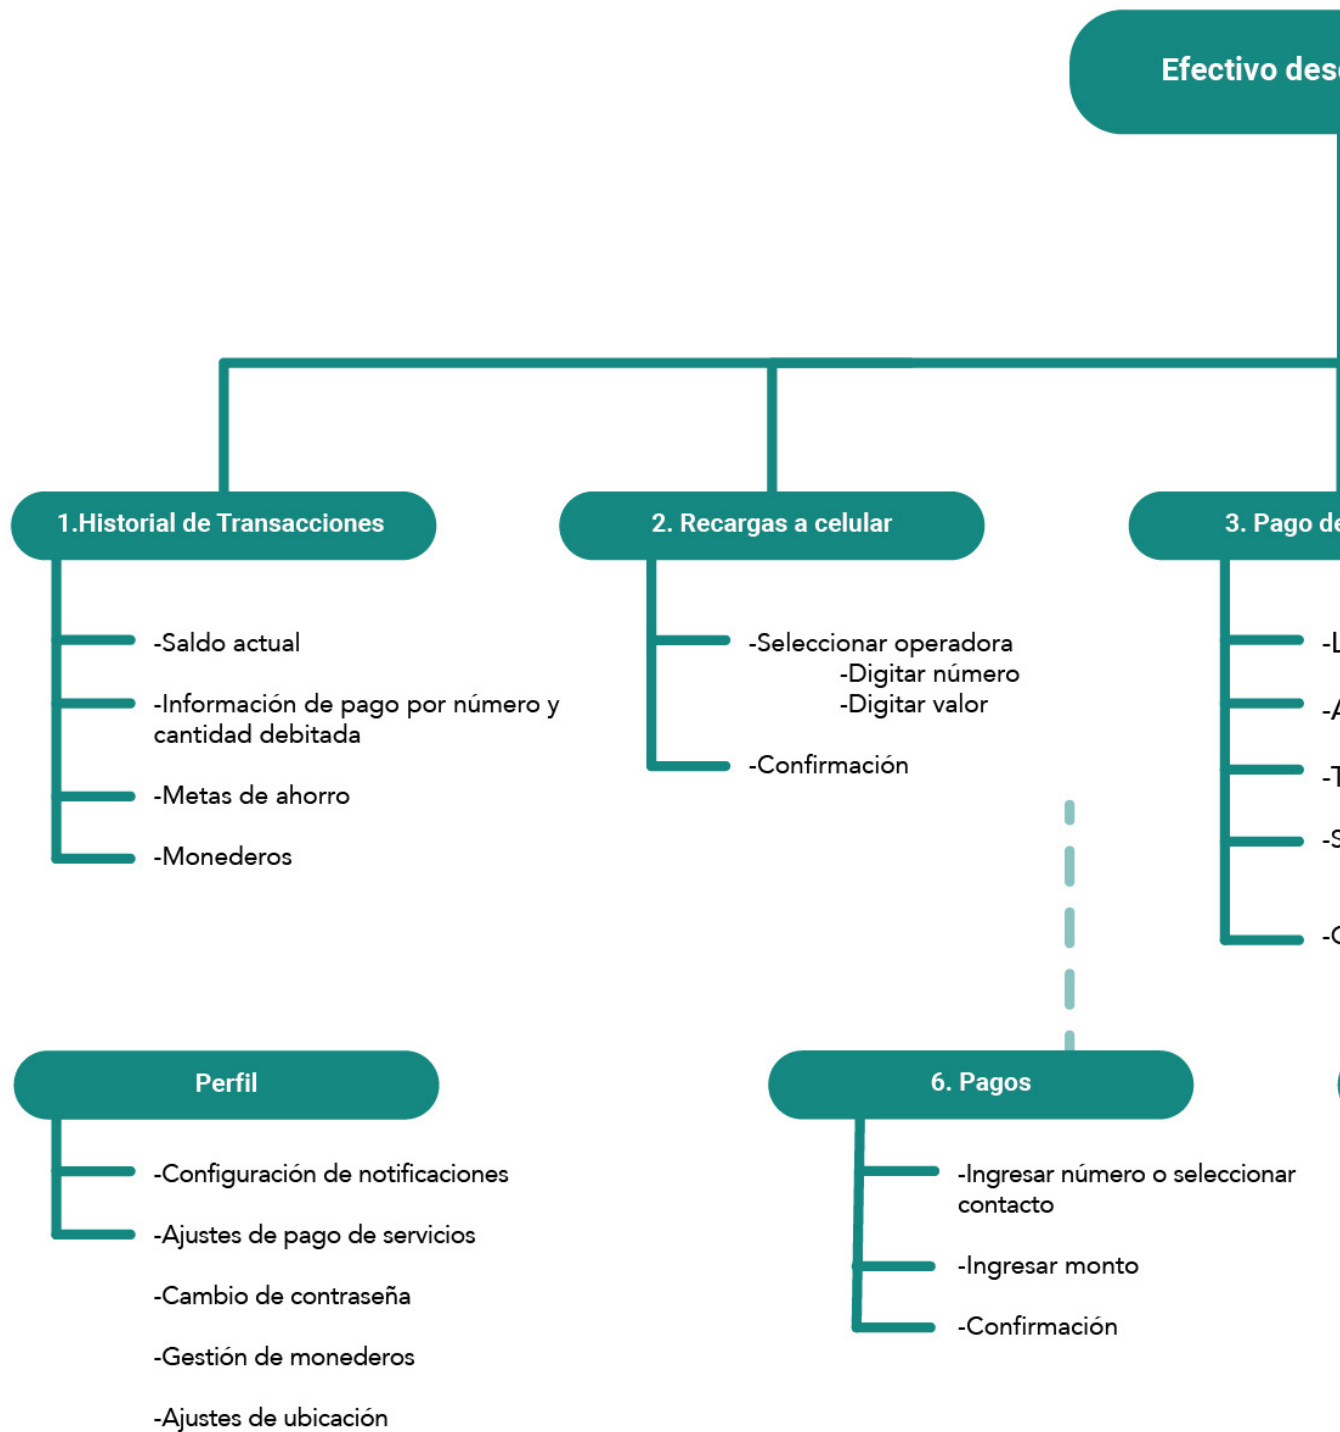 Efectivo
1.Historial de Transacciones
-Saldo actual
-Información de pago por número y
cantidad debitada
-Metas de ahorro
-Monederos
2. Recargas a celular
-Seleccionar operadora
-Digitar número
-Digitar valor
-Confirmación
3. Pago
Perfil
-Configuración de notificaciones
-Ajustes de pago de servicios
-Cambio de contraseña
-Gestión de monederos
-Ajustes de ubicación
6. Pagos
-Ingresar número o seleccionar
contacto
-Ingresar monto
-Confirmación